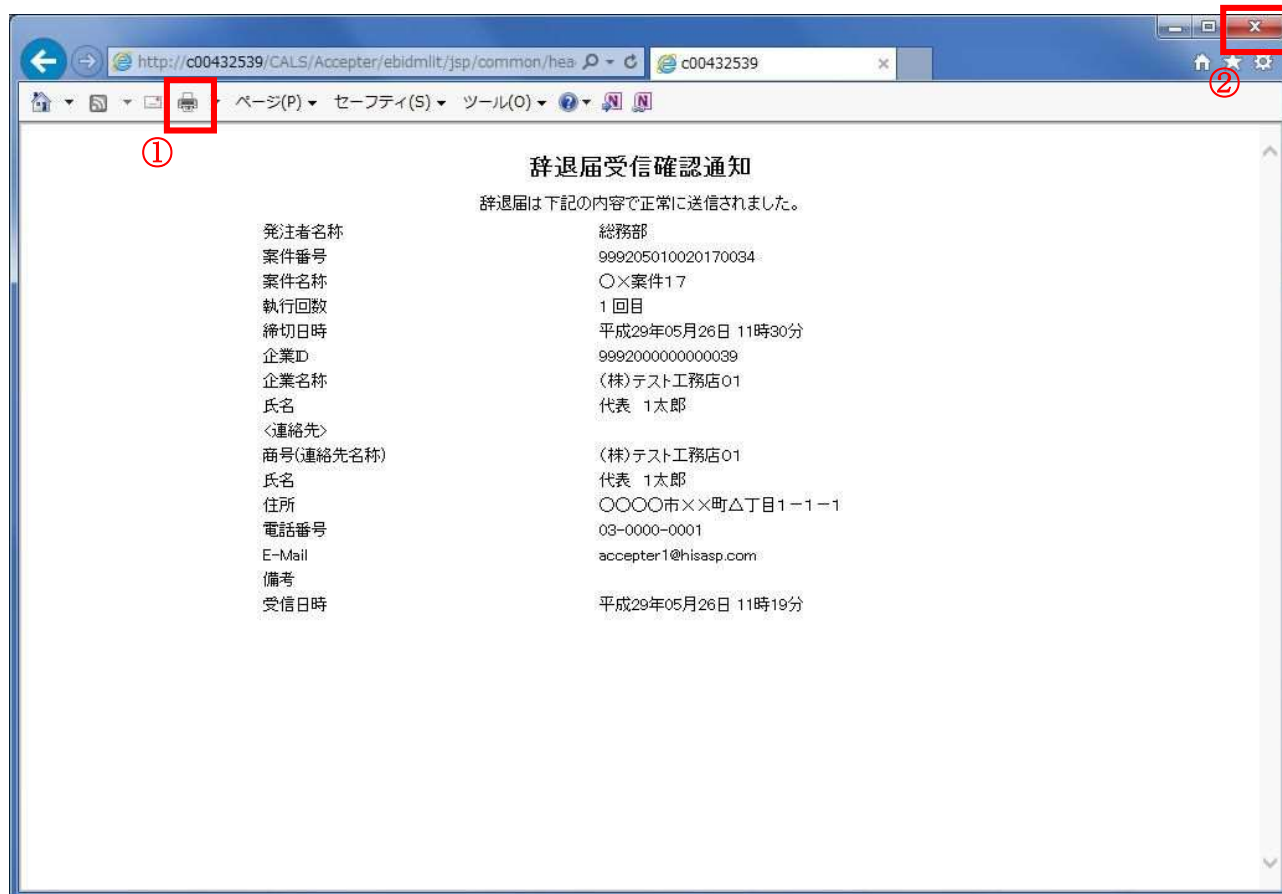 http://c00432539/CALS/Accepter/ebidmlit/jsp/common/hea
c00432539
ページ(P) セーフティ(S) ツール(O)
①
②
辞退届受信確認通知
辞退届は下記の内容で正常に送信されました。
発注者名称 総務部
案件番号 999205010020170034
案件名称 〇×案件17
執行回数 1回目
締切日時 平成29年05月26日 11時30分
企業ID 9992000000000039
企業名称 (株)テスト工務店01
氏名 代表 1太郎
<連絡先>
商号(連絡先名称) (株)テスト工務店01
氏名 代表 1太郎
住所 〇〇〇〇市××町△丁目1-1-1
電話番号 03-0000-0001
E-Mail accepter1@hisasp.com
備考
受信日時 平成29年05月26日 11時19分